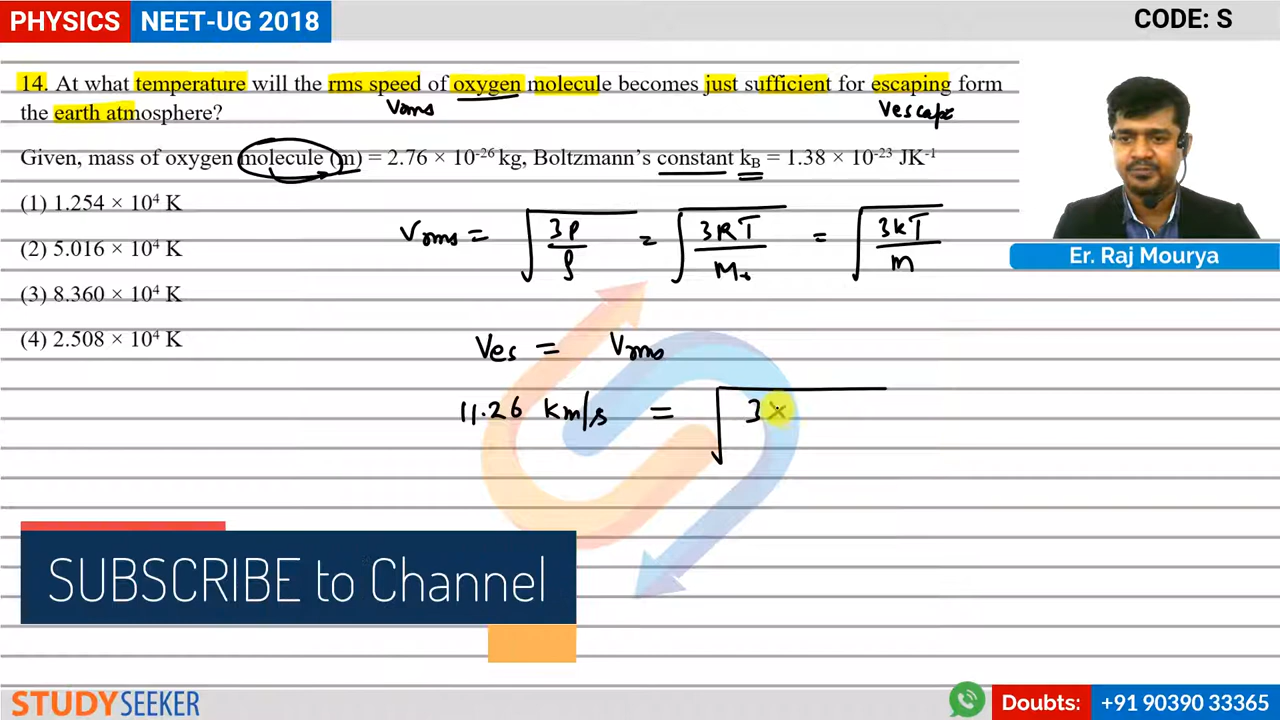 PHYSICS NEET-UG 2018
CODE: S
14. At what temperature will the rms speed of oxygen molecule becomes just sufficient for escaping form
the earth atmosphere?
Vrms
Vescape
Given, mass of oxygen molecule (m) = 2.76 × 10⁻²⁶ kg, Boltzmann's constant k_B = 1.38 × 10⁻²³ JK⁻¹
(1) 1.254 × 10⁴ K
(2) 5.016 × 10⁴ K
(3) 8.360 × 10⁴ K
(4) 2.508 × 10⁴ K
Vrms = √(3P/ρ) = √(3RT/M₀) = √(3kT/m)
Er. Raj Mourya
Ves = Vrms
11.26 km/s = √3×
SUBSCRIBE to Channel
STUDY SEEKER
Doubts: +91 90390 33365